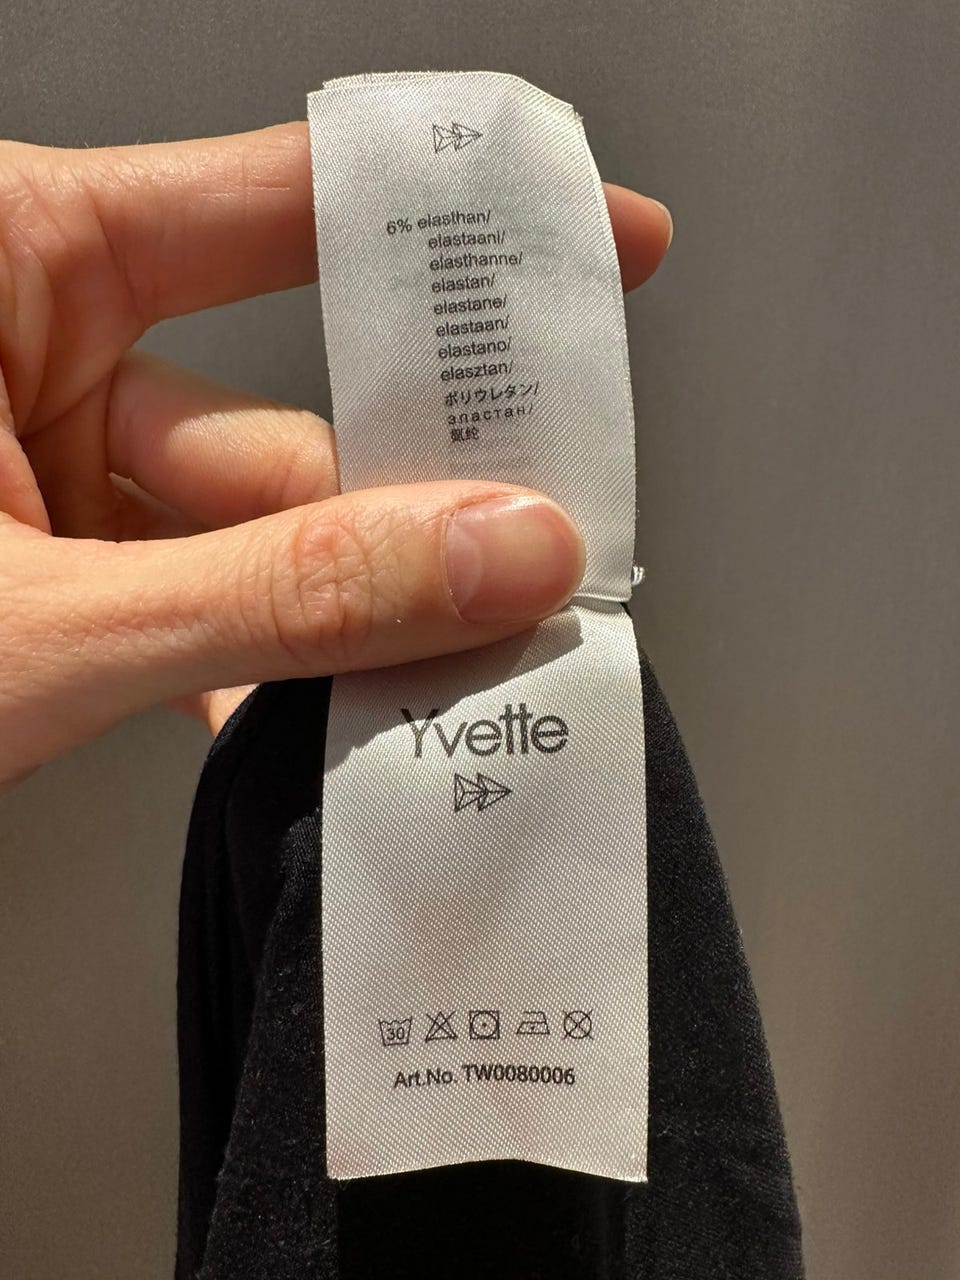 6% elasthan/
elastaani/
elasthanne/
elastan/
elastane/
elastaan/
elastano/
elasztan/
ポリウレタン/
эластан/
氨纶
Yvette
30
Art.No. TW0080006